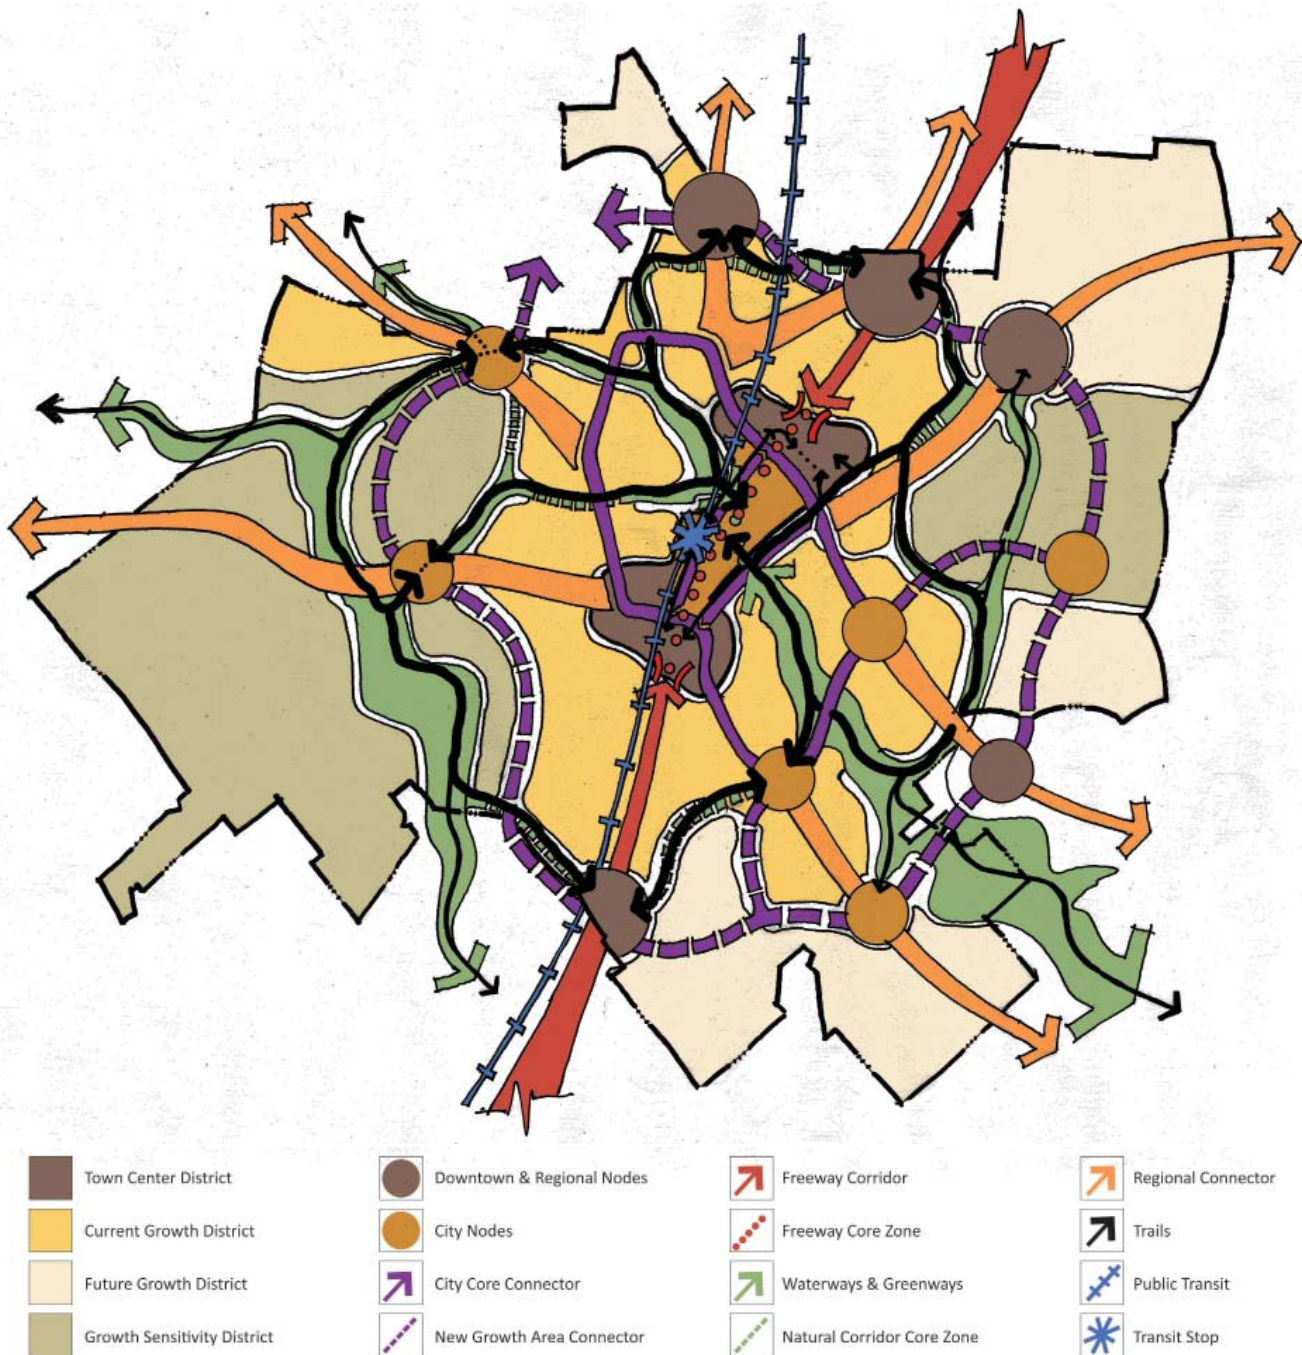 Town Center District
Downtown & Regional Nodes
Freeway Corridor
Regional Connector
Current Growth District
City Nodes
Freeway Core Zone
Trails
Future Growth District
City Core Connector
Waterways & Greenways
Public Transit
Growth Sensitivity District
New Growth Area Connector
Natural Corridor Core Zone
Transit Stop